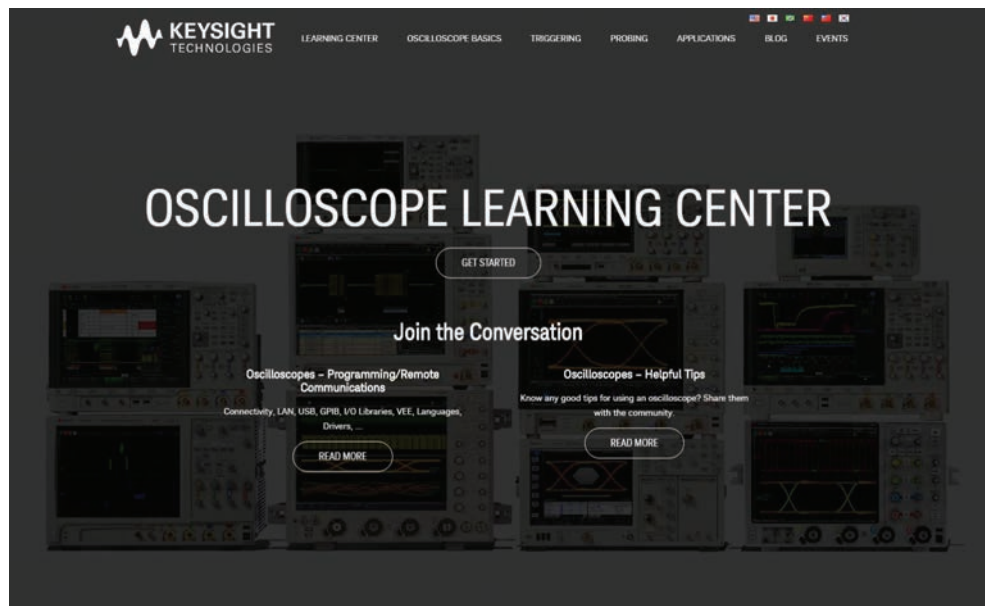 KEYSIGHT
TECHNOLOGIES
LEARNING CENTER
OSCILLOSCOPE BASICS
TRIGGERING
PROBING
APPLICATIONS
BLOG
EVENTS
OSCILLOSCOPE LEARNING CENTER
GET STARTED
Join the Conversation
Oscilloscopes – Programming/Remote
Communications
Connectivity, LAN, USB, GPIB, I/O Libraries, VEE, Languages,
Drivers, ...
READ MORE
Oscilloscopes – Helpful Tips
Know any good tips for using an oscilloscope? Share them
with the community.
READ MORE